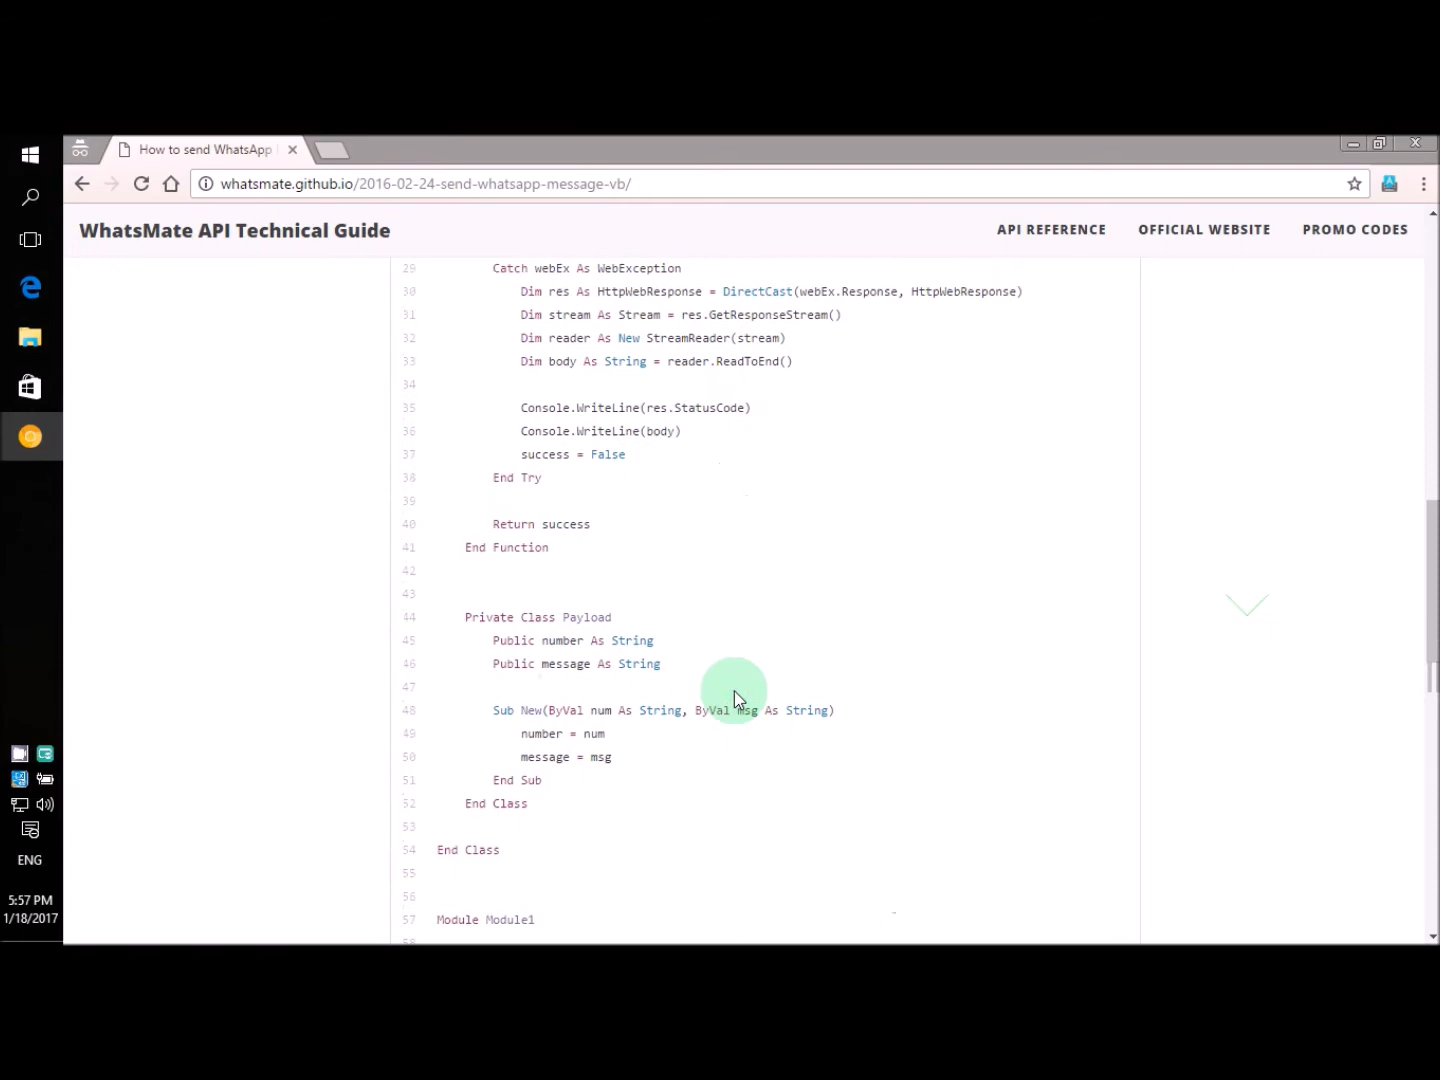 How to send WhatsApp
whatsmate.github.io/2016-02-24-send-whatsapp-message-vb/
WhatsMate API Technical Guide
API REFERENCE
OFFICIAL WEBSITE
PROMO CODES
29 Catch webEx As WebException
30 Dim res As HttpWebResponse = DirectCast(webEx.Response, HttpWebResponse)
31 Dim stream As Stream = res.GetResponseStream()
32 Dim reader As New StreamReader(stream)
33 Dim body As String = reader.ReadToEnd()
34
35 Console.WriteLine(res.StatusCode)
36 Console.WriteLine(body)
37 success = False
38 End Try
39
40 Return success
41 End Function
42
43
44 Private Class Payload
45 Public number As String
46 Public message As String
47
48 Sub New(ByVal num As String, ByVal msg As String)
49 number = num
50 message = msg
51 End Sub
52 End Class
53
54 End Class
55
56
57 Module Module1
ENG
5:57 PM
1/18/2017